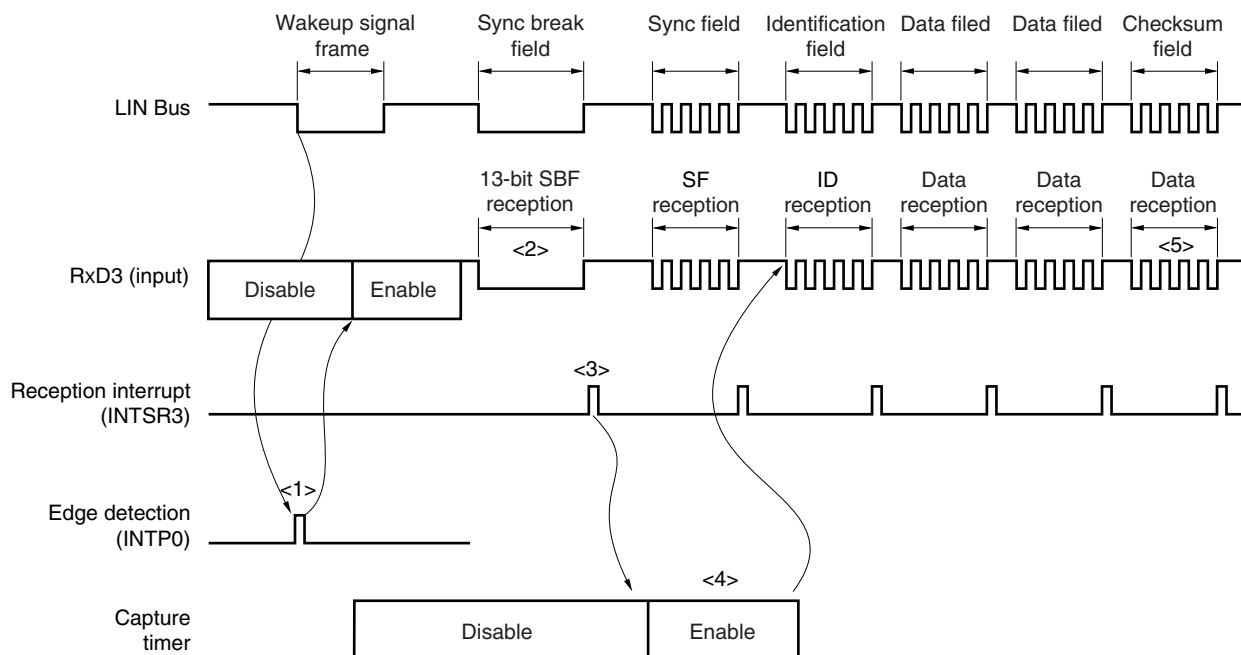 Wakeup signal
frame
Sync break
field
Sync field
Identification
field
Data filed
Data filed
Checksum
field
LIN Bus
13-bit SBF
reception
SF
reception
ID
reception
Data
reception
Data
reception
Data
reception
<2>
<5>
RxD3 (input)
Disable
Enable
Reception interrupt
(INTSR3)
<3>
<1>
Edge detection
(INTP0)
<4>
Capture
timer
Disable
Enable